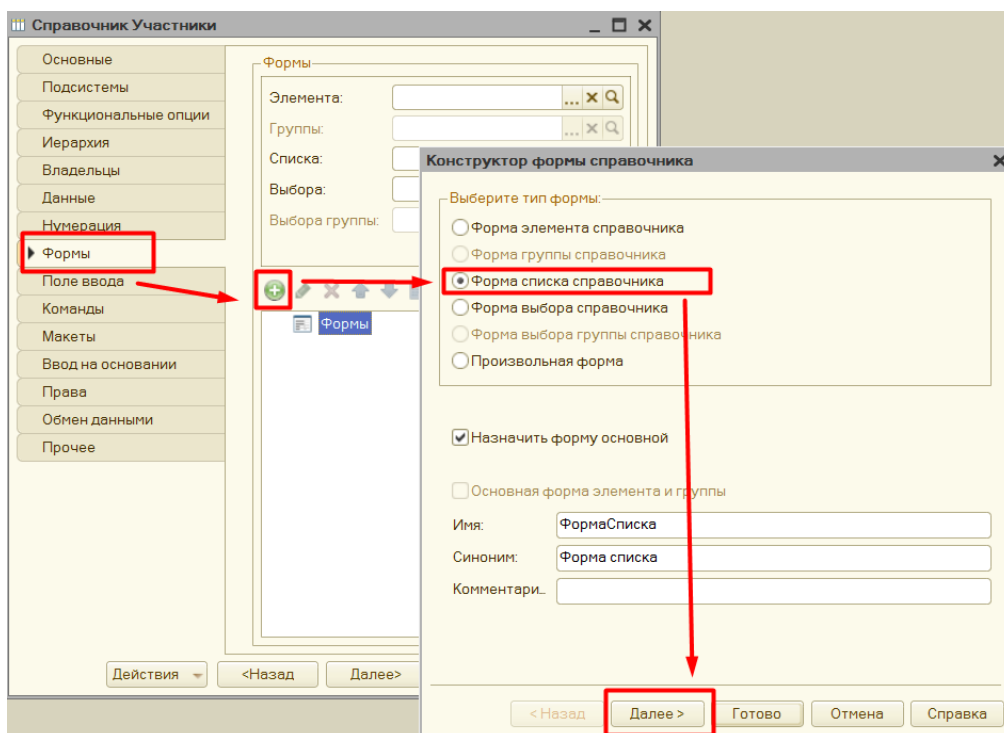 Справочник Участники
Основные
Подсистемы
Функциональные опции
Иерархия
Владельцы
Данные
Нумерация
Формы
Поле ввода
Команды
Макеты
Ввод на основании
Права
Обмен данными
Прочее
Формы
Элемента:
Группы:
Списка:
Выбора:
Выбора группы:
Формы
Действия
<Назад
Далее>
Конструктор формы справочника
Выберите тип формы:
Форма элемента справочника
Форма группы справочника
Форма списка справочника
Форма выбора справочника
Форма выбора группы справочника
Произвольная форма
Назначить форму основной
Основная форма элемента и группы
Имя:
ФормаСписка
Синоним:
Форма списка
Комментари...
<Назад
Далее >
Готово
Отмена
Справка